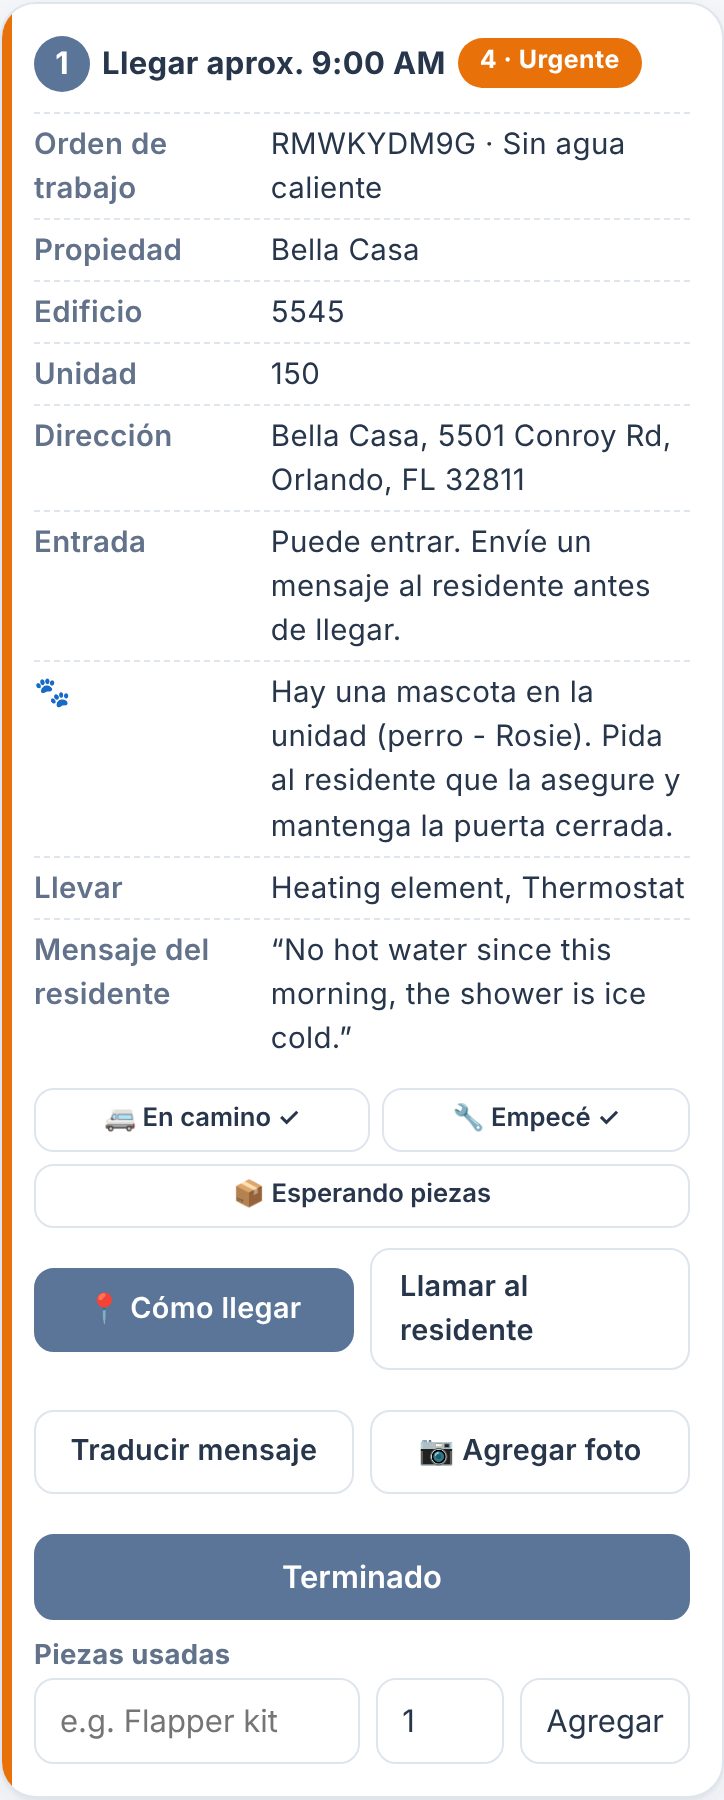 1 Llegar aprox. 9:00 AM 4 · Urgente
Orden de trabajo
RMWKYDM9G · Sin agua
caliente
Propiedad Bella Casa
Edificio 5545
Unidad 150
Dirección Bella Casa, 5501 Conroy Rd,
Orlando, FL 32811
Entrada Puede entrar. Envíe un
mensaje al residente antes
de llegar.
Hay una mascota en la
unidad (perro - Rosie). Pida
al residente que la asegure y
mantenga la puerta cerrada.
Llevar Heating element, Thermostat
Mensaje del residente
“No hot water since this
morning, the shower is ice
cold.”
En camino ✓ Empecé ✓
Esperando piezas
Cómo llegar
Llamar al
residente
Traducir mensaje Agregar foto
Terminado
Piezas usadas
e.g. Flapper kit 1 Agregar